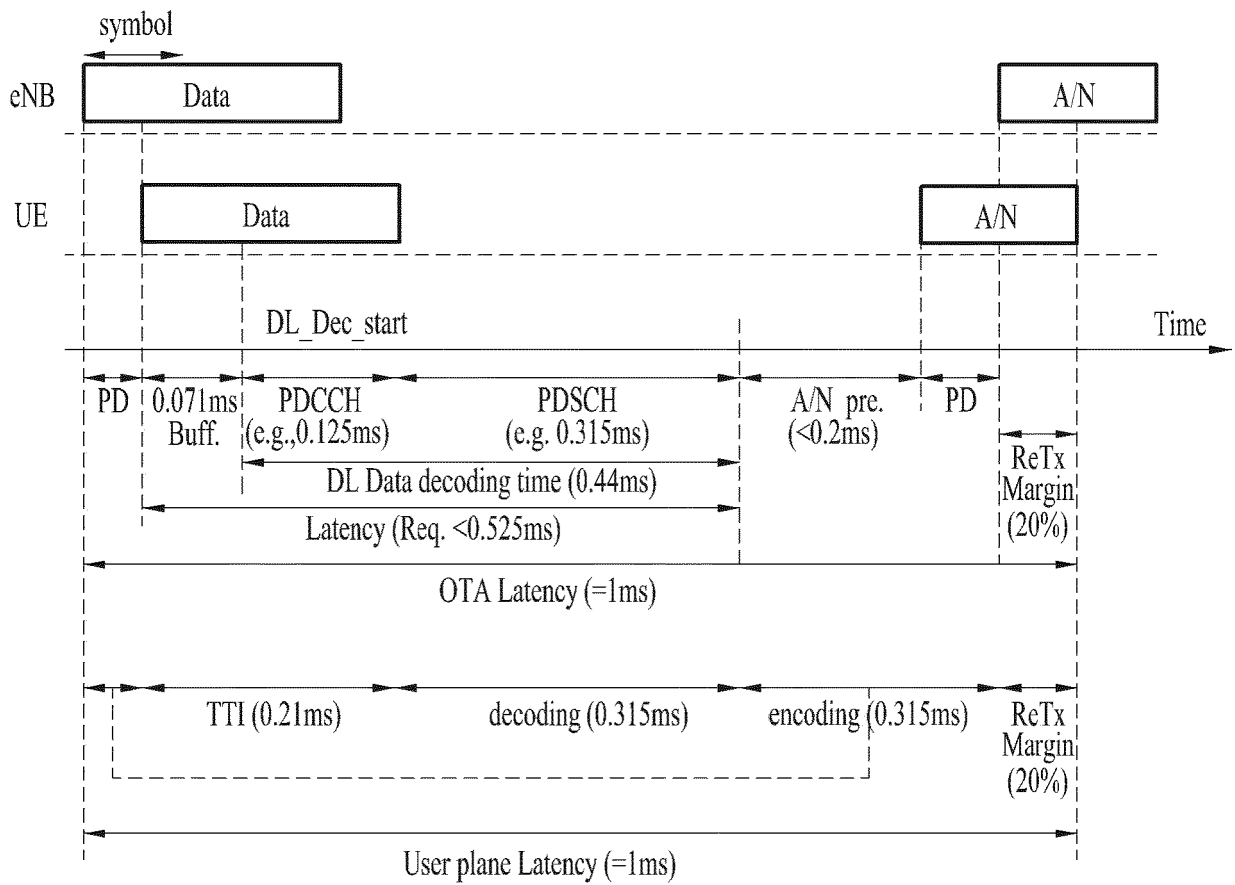 symbol
eNB
Data
A/N
UE
Data
A/N
DL_Dec_start
Time
PD
0.071ms
Buff.
PDCCH
(e.g.,0.125ms)
PDSCH
(e.g. 0.315ms)
A/N pre.
(<0.2ms)
PD
DL Data decoding time (0.44ms)
ReTx
Margin
(20%)
Latency (Req. <0.525ms)
OTA Latency (=1ms)
TTI (0.21ms)
decoding (0.315ms)
encoding (0.315ms)
ReTx
Margin
(20%)
User plane Latency (=1ms)